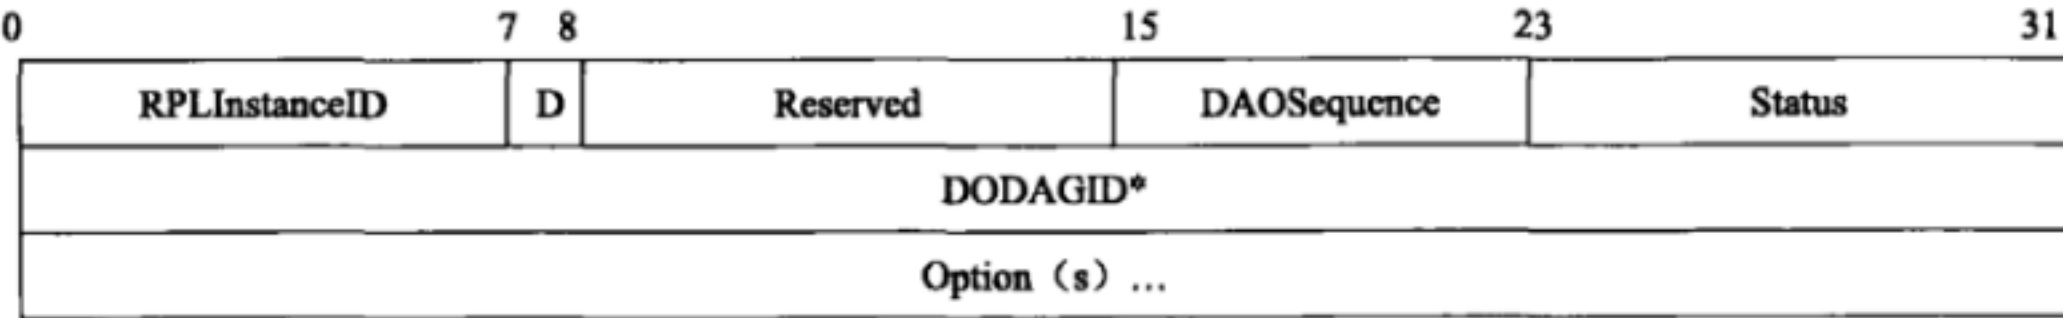 0 7 8 15 23 31
RPLInstanceID D Reserved DAOSequence Status
DODAGID*
Option（s）…